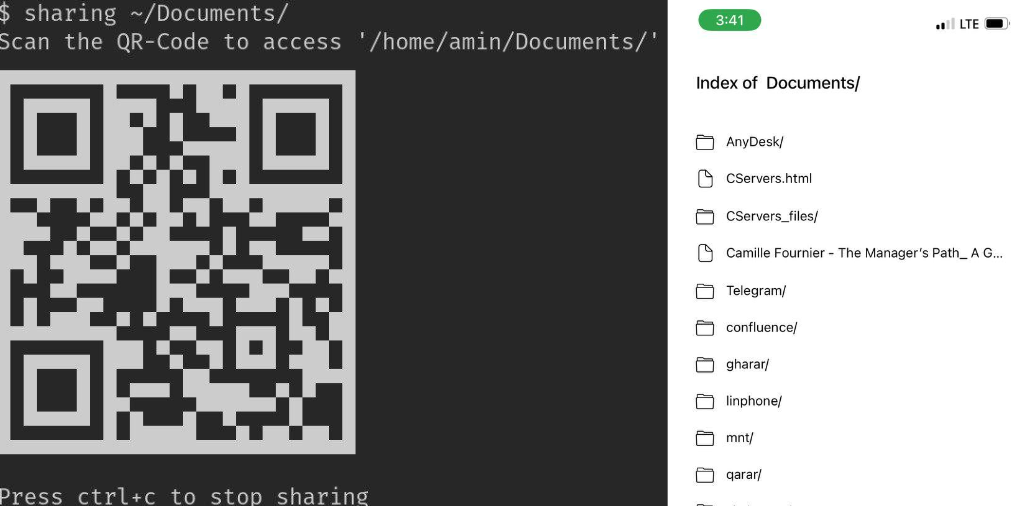 $ sharing ~/Documents/
Scan the QR-Code to access '/home/amin/Documents/'
Press ctrl+c to stop sharing
3:41
LTE
Index of Documents/
AnyDesk/
CServers.html
CServers_files/
Camille Fournier - The Manager's Path_ A G...
Telegram/
confluence/
gharar/
linphone/
mnt/
qarar/